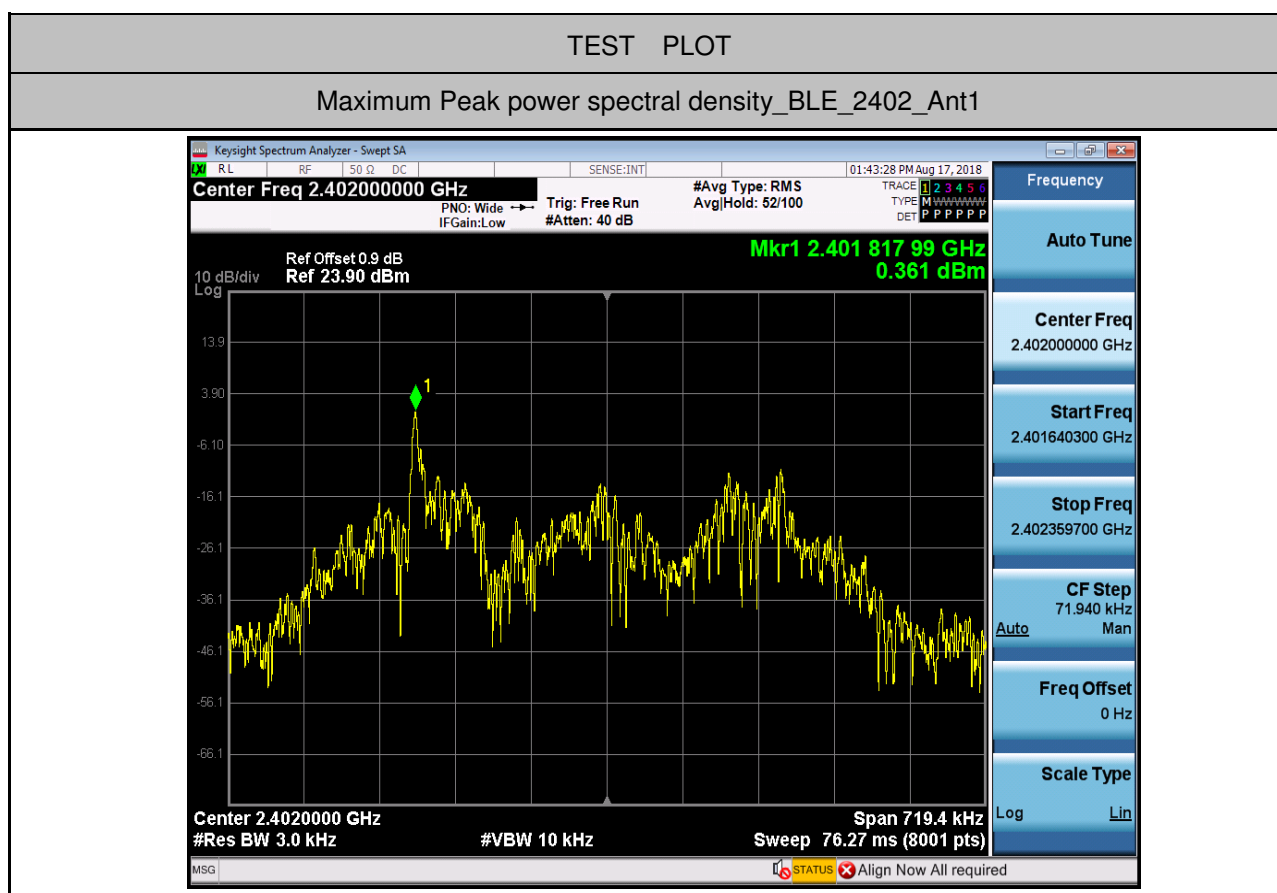 TEST PLOT
Maximum Peak power spectral density_BLE_2402_Ant1
Keysight Spectrum Analyzer - Swept SA
LXI RL RF 50 Ω DC SENSE:INT 01:43:28 PM Aug 17, 2018
Center Freq 2.402000000 GHz
PNO: Wide
IFGain:Low
Trig: Free Run
#Atten: 40 dB
#Avg Type: RMS
Avg|Hold: 52/100
TRACE 1 2 3 4 5 6
TYPE M WWWWW
DET P P P P P P
Mkr1 2.401 817 99 GHz
0.361 dBm
Ref Offset 0.9 dB
10 dB/div Ref 23.90 dBm
Log
13.9
3.90
-6.10
-16.1
-26.1
-36.1
-46.1
-56.1
-66.1
1
Center 2.4020000 GHz Span 719.4 kHz
#Res BW 3.0 kHz #VBW 10 kHz Sweep 76.27 ms (8001 pts)
MSG STATUS Align Now All required
Frequency
Auto Tune
Center Freq
2.402000000 GHz
Start Freq
2.401640300 GHz
Stop Freq
2.402359700 GHz
CF Step
71.940 kHz
Auto Man
Freq Offset
0 Hz
Scale Type
Log Lin